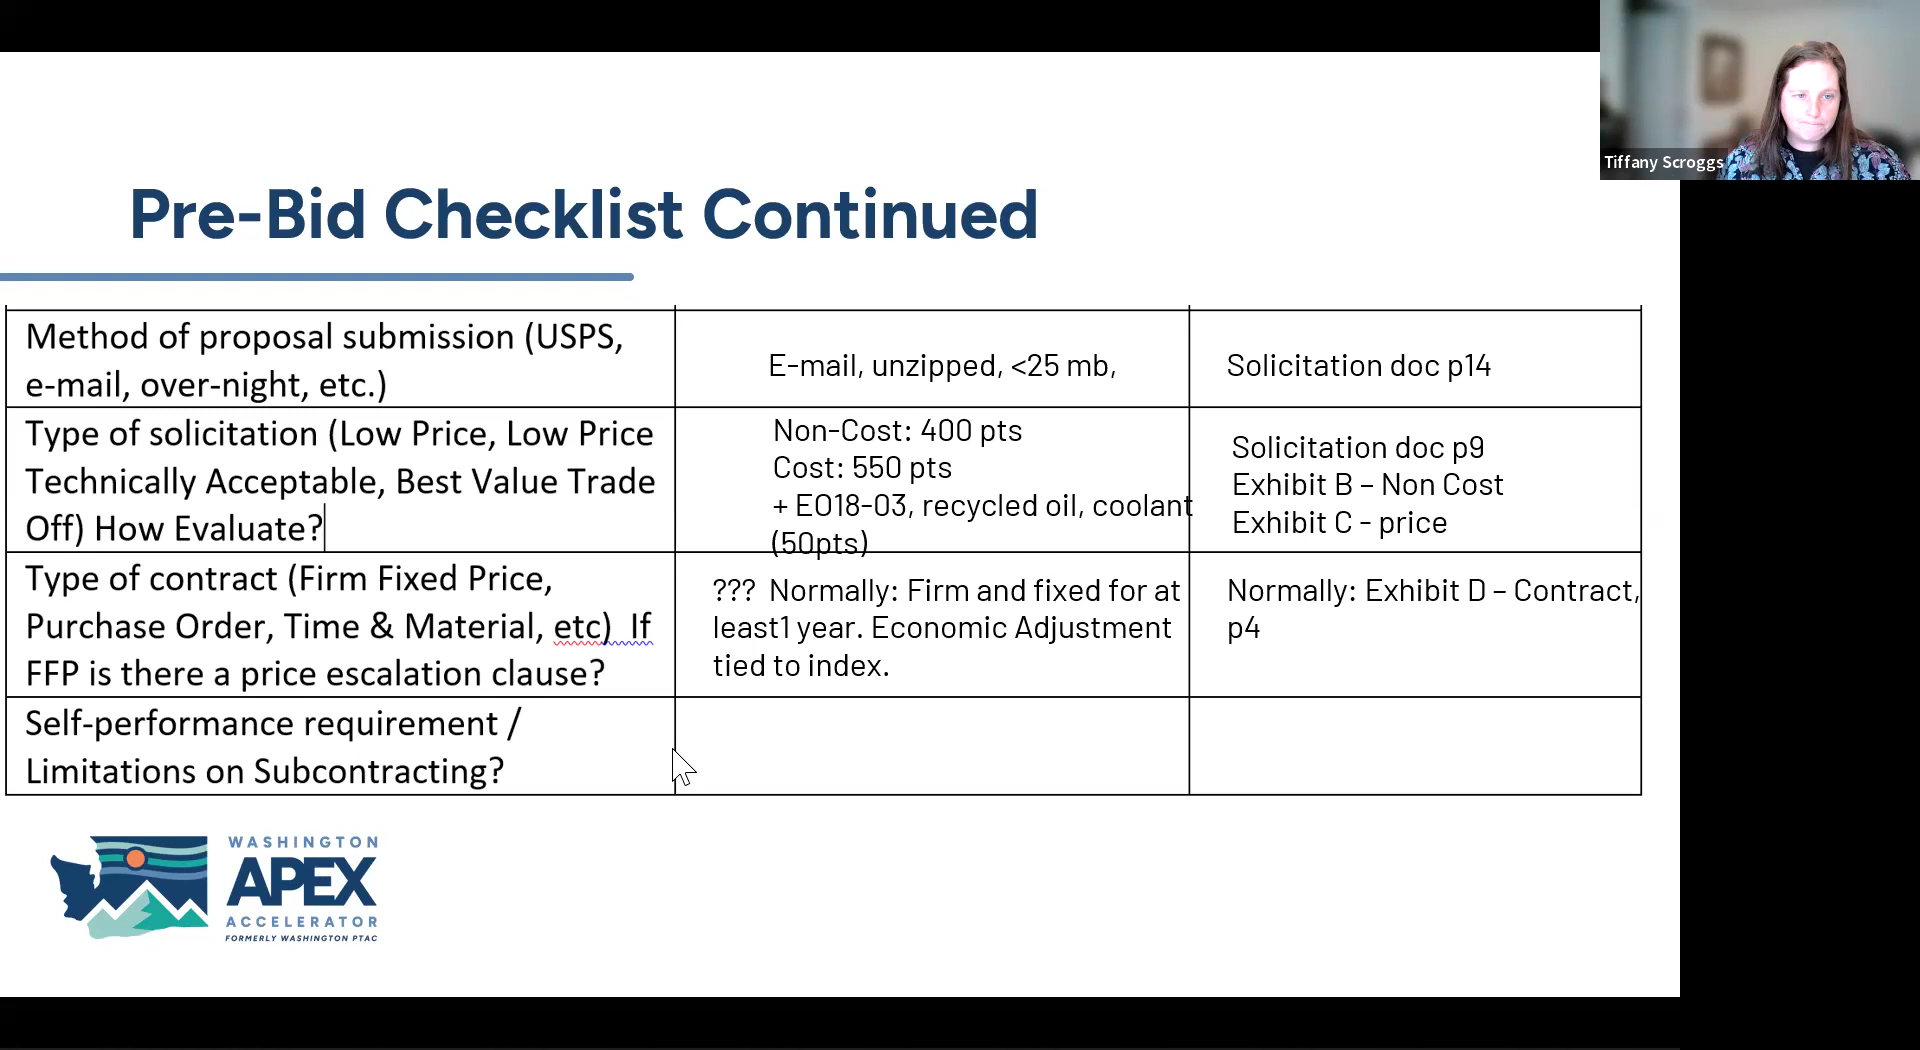 Tiffany Scroggs
Pre-Bid Checklist Continued
Method of proposal submission (USPS,
e-mail, over-night, etc.)
E-mail, unzipped, <25 mb,
Solicitation doc p14
Type of solicitation (Low Price, Low Price
Technically Acceptable, Best Value Trade
Off) How Evaluate?
Non-Cost: 400 pts
Cost: 550 pts
+ EO18-03, recycled oil, coolant
(50pts)
Solicitation doc p9
Exhibit B – Non Cost
Exhibit C - price
Type of contract (Firm Fixed Price,
Purchase Order, Time & Material, etc)  If
FFP is there a price escalation clause?
???  Normally: Firm and fixed for at
least1 year. Economic Adjustment
tied to index.
Normally: Exhibit D – Contract,
p4
Self-performance requirement /
Limitations on Subcontracting?
WASHINGTON
APEX
ACCELERATOR
FORMERLY WASHINGTON PTAC